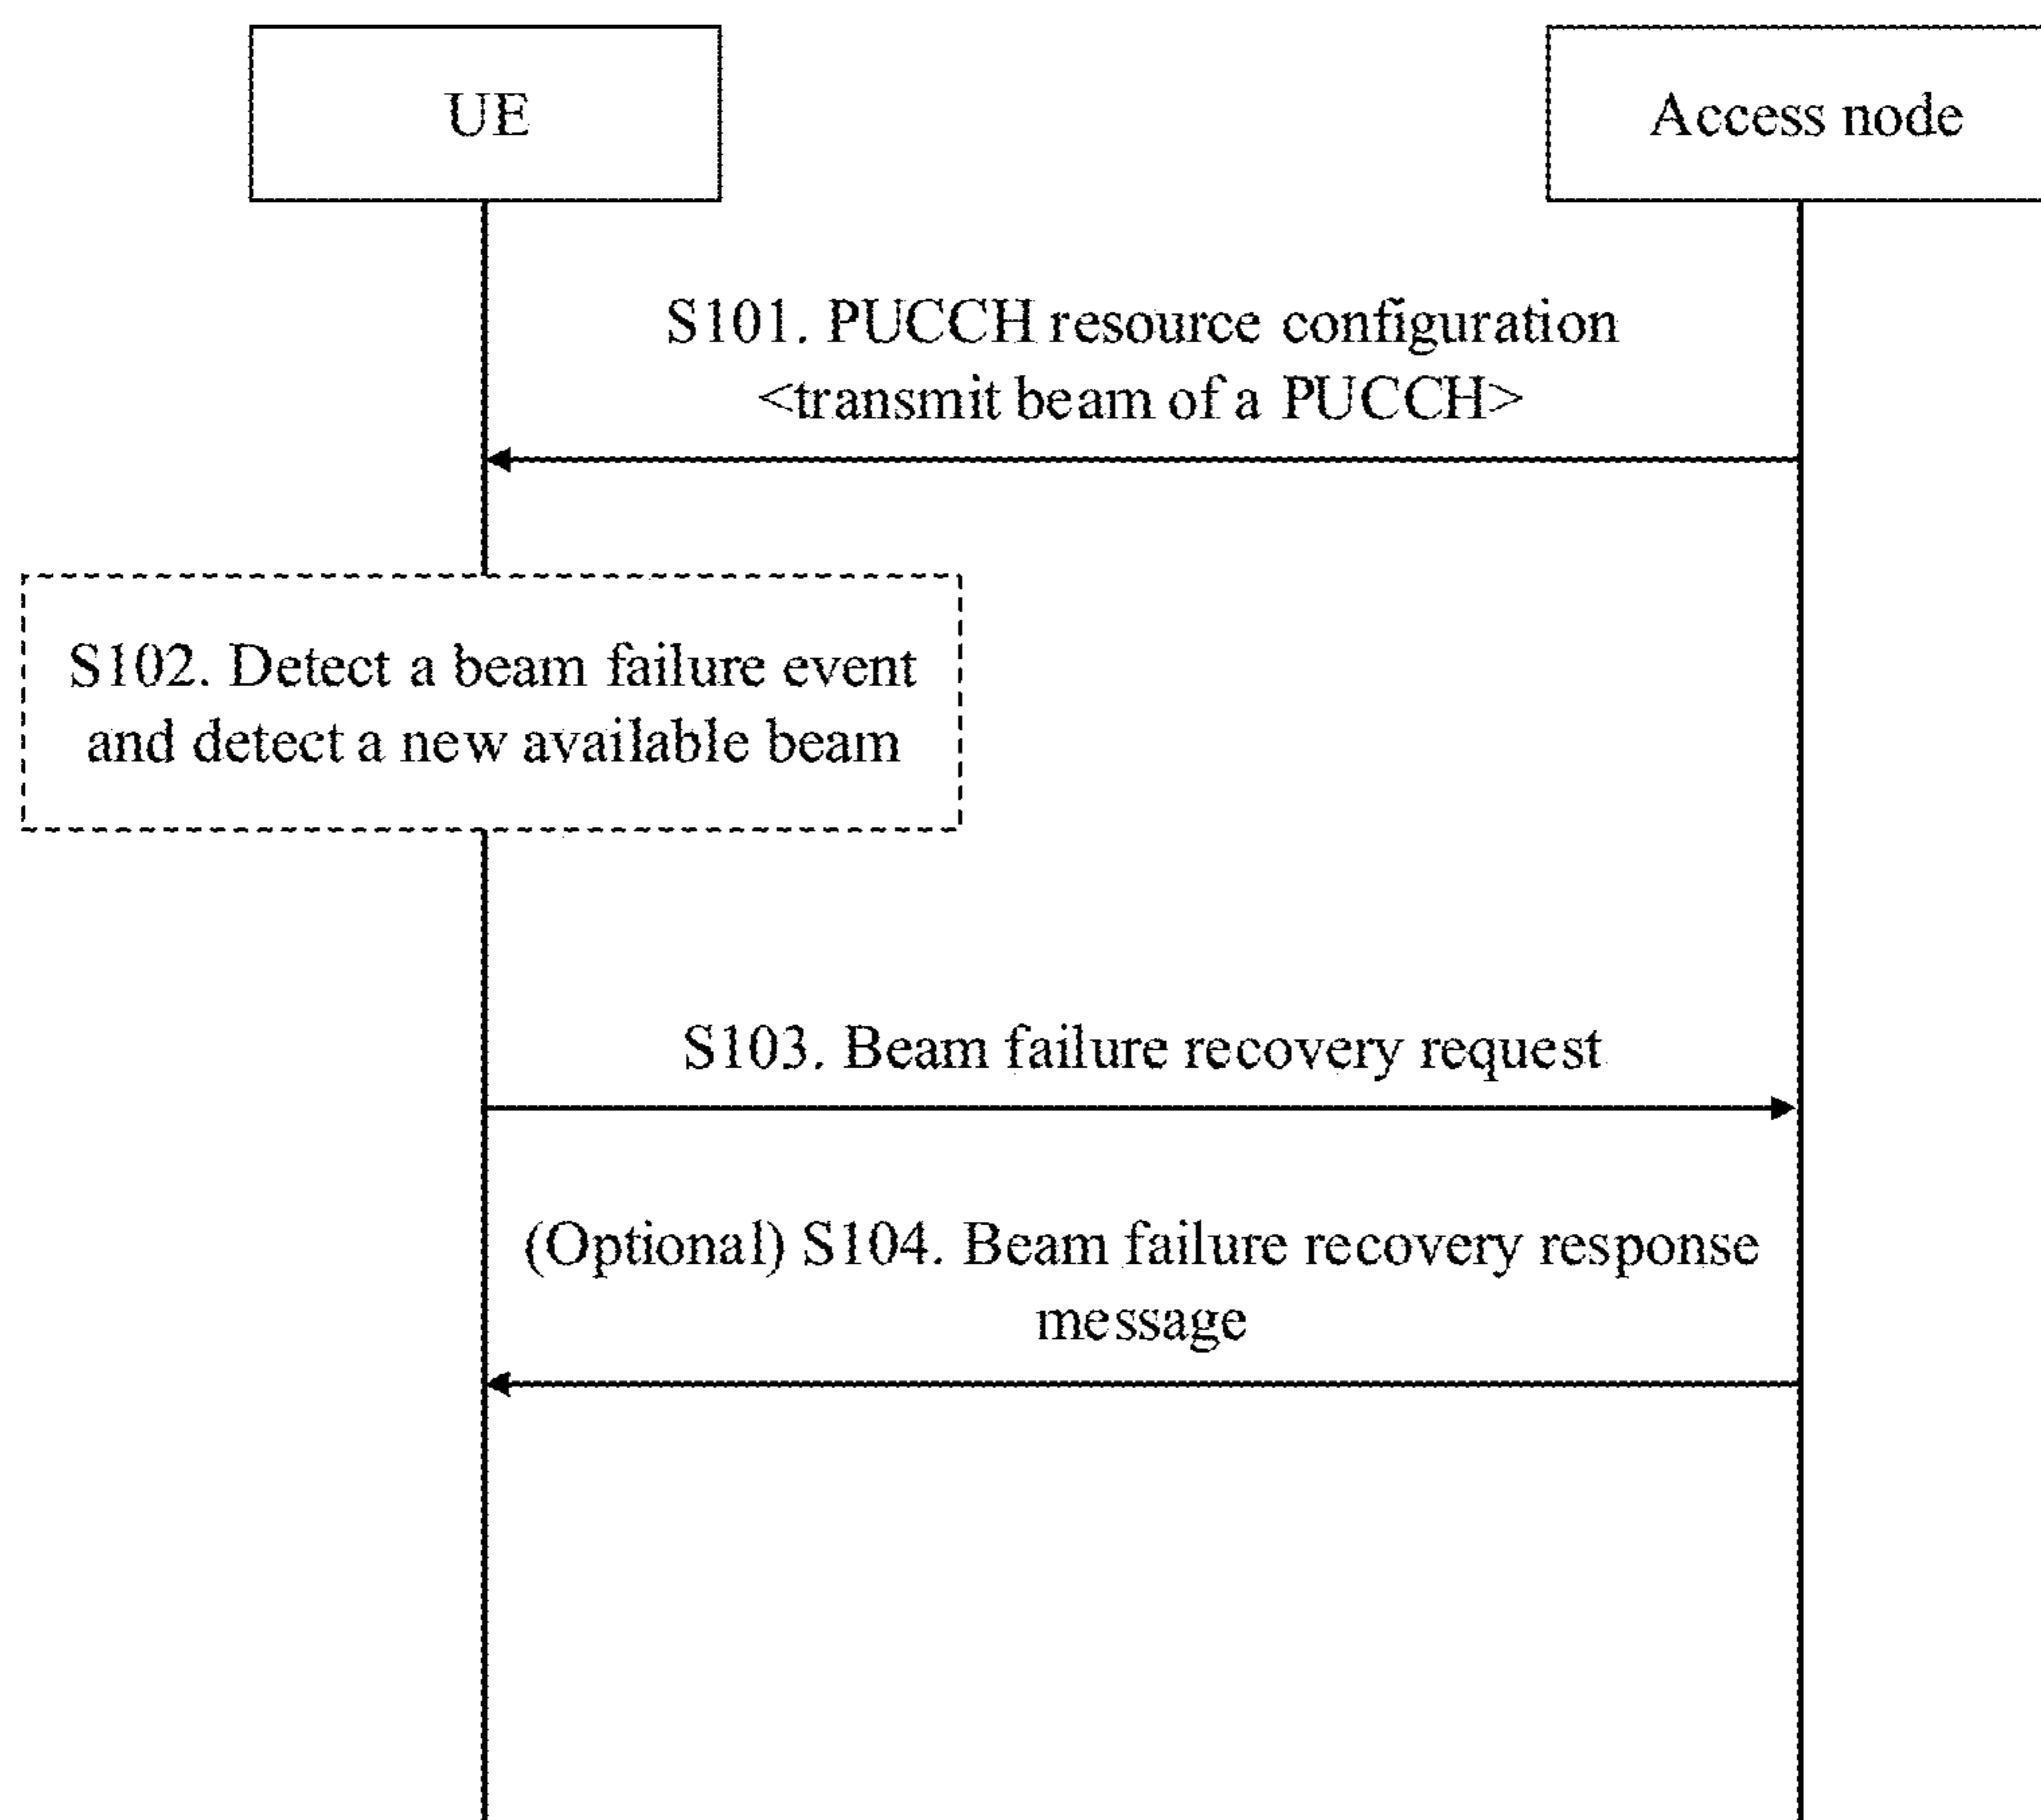 UE
Access node
S101. PUCCH resource configuration
<transmit beam of a PUCCH>
S102. Detect a beam failure event
and detect a new available beam
S103. Beam failure recovery request
(Optional) S104. Beam failure recovery response
message